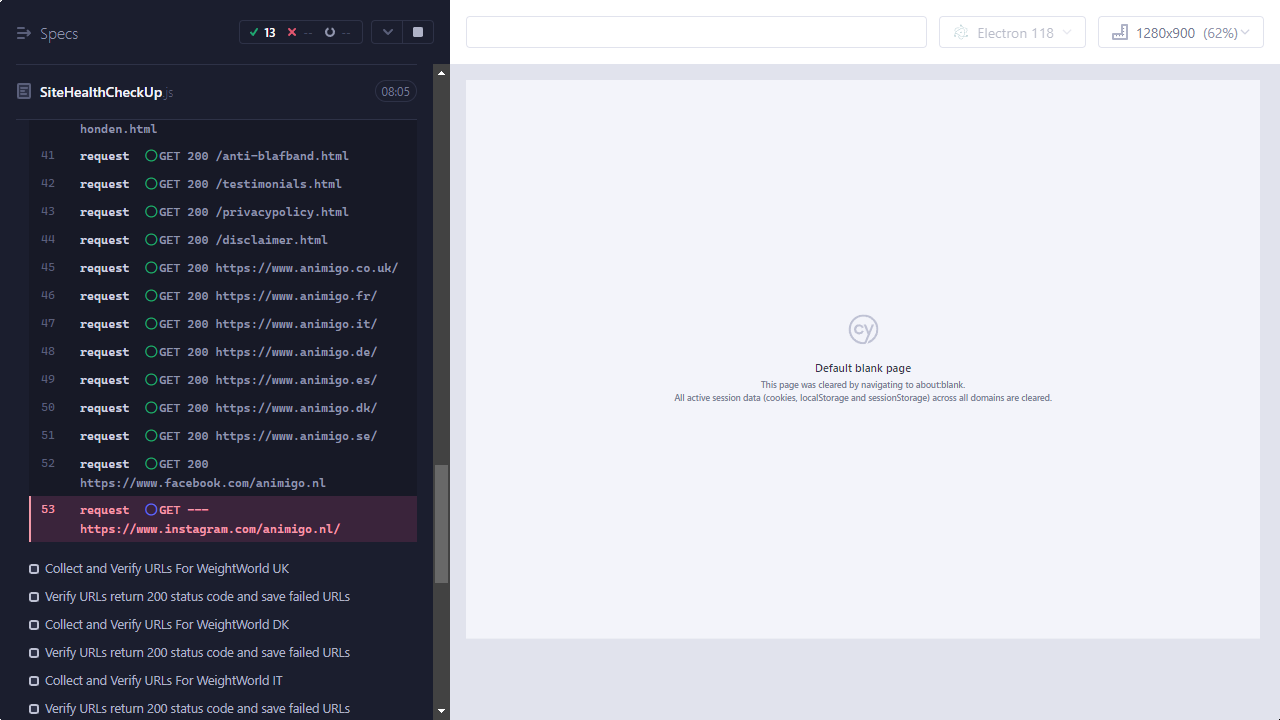 Specs
13
--
--
Electron 118
1280x900 (62%)
SiteHealthCheckUp.js
08:05
honden.html
41 request GET 200 /anti-blafband.html
42 request GET 200 /testimonials.html
43 request GET 200 /privacypolicy.html
44 request GET 200 /disclaimer.html
45 request GET 200 https://www.animigo.co.uk/
46 request GET 200 https://www.animigo.fr/
47 request GET 200 https://www.animigo.it/
48 request GET 200 https://www.animigo.de/
49 request GET 200 https://www.animigo.es/
50 request GET 200 https://www.animigo.dk/
51 request GET 200 https://www.animigo.se/
52 request GET 200
https://www.facebook.com/animigo.nl
53 request GET ---
https://www.instagram.com/animigo.nl/
Collect and Verify URLs For WeightWorld UK
Verify URLs return 200 status code and save failed URLs
Collect and Verify URLs For WeightWorld DK
Verify URLs return 200 status code and save failed URLs
Collect and Verify URLs For WeightWorld IT
Verify URLs return 200 status code and save failed URLs
cy
Default blank page
This page was cleared by navigating to about:blank.
All active session data (cookies, localStorage and sessionStorage) across all domains are cleared.